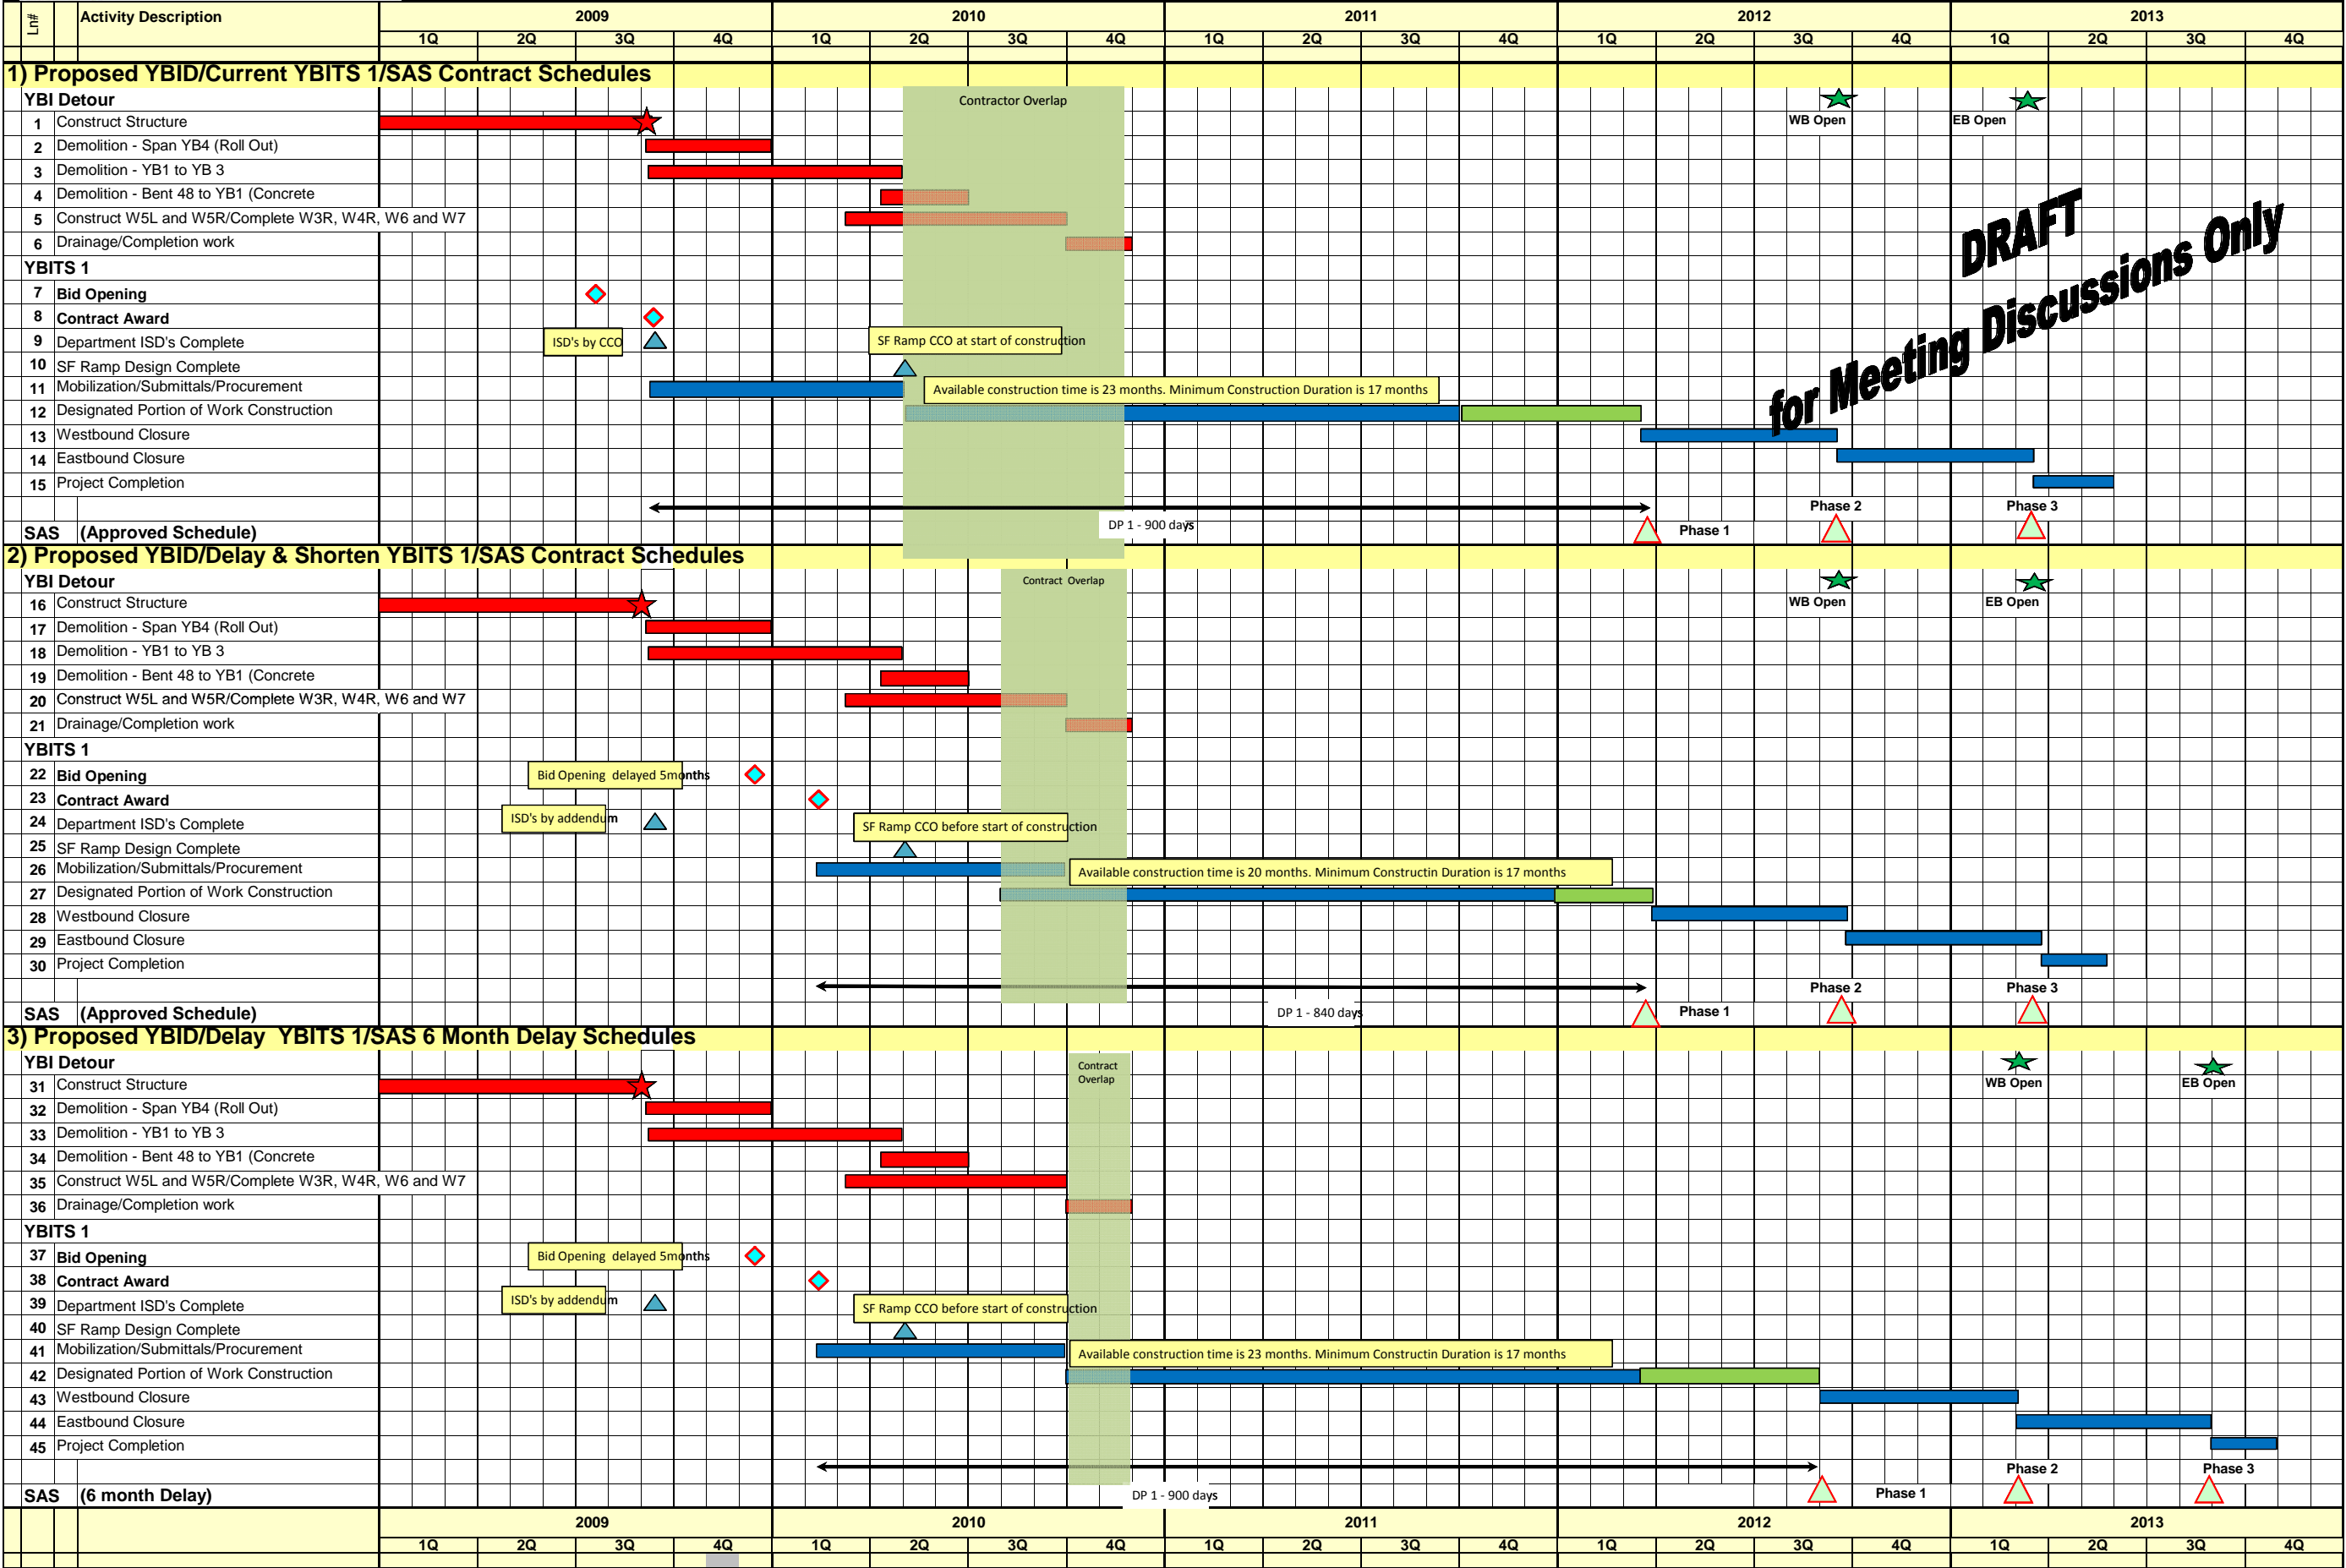 Ln# Activity Description 2009 2010 2011 2012 2013
1Q 2Q 3Q 4Q 1Q 2Q 3Q 4Q 1Q 2Q 3Q 4Q 1Q 2Q 3Q 4Q 1Q 2Q 3Q 4Q
1) Proposed YBID/Current YBITS 1/SAS Contract Schedules
YBI Detour Contractor Overlap
1 Construct Structure WB Open EB Open
2 Demolition - Span YB4 (Roll Out)
3 Demolition - YB1 to YB 3
4 Demolition - Bent 48 to YB1 (Concrete
5 Construct W5L and W5R/Complete W3R, W4R, W6 and W7
6 Drainage/Completion work
DRAFT
for Meeting Discussions Only
YBITS 1
7 Bid Opening
8 Contract Award
9 Department ISD's Complete ISD's by CCO SF Ramp CCO at start of construction
10 SF Ramp Design Complete
11 Mobilization/Submittals/Procurement Available construction time is 23 months. Minimum Construction Duration is 17 months
12 Designated Portion of Work Construction
13 Westbound Closure
14 Eastbound Closure
15 Project Completion
Phase 2 Phase 3
SAS (Approved Schedule) DP 1 - 900 days Phase 1
2) Proposed YBID/Delay & Shorten YBITS 1/SAS Contract Schedules
YBI Detour Contract Overlap
16 Construct Structure WB Open EB Open
17 Demolition - Span YB4 (Roll Out)
18 Demolition - YB1 to YB 3
19 Demolition - Bent 48 to YB1 (Concrete
20 Construct W5L and W5R/Complete W3R, W4R, W6 and W7
21 Drainage/Completion work
YBITS 1
22 Bid Opening Bid Opening delayed 5months
23 Contract Award
24 Department ISD's Complete ISD's by addendum SF Ramp CCO before start of construction
25 SF Ramp Design Complete
26 Mobilization/Submittals/Procurement Available construction time is 20 months. Minimum Constructin Duration is 17 months
27 Designated Portion of Work Construction
28 Westbound Closure
29 Eastbound Closure
30 Project Completion
Phase 2 Phase 3
SAS (Approved Schedule) DP 1 - 840 days Phase 1
3) Proposed YBID/Delay YBITS 1/SAS 6 Month Delay Schedules
YBI Detour Contract
Overlap
31 Construct Structure WB Open EB Open
32 Demolition - Span YB4 (Roll Out)
33 Demolition - YB1 to YB 3
34 Demolition - Bent 48 to YB1 (Concrete
35 Construct W5L and W5R/Complete W3R, W4R, W6 and W7
36 Drainage/Completion work
YBITS 1
37 Bid Opening Bid Opening delayed 5months
38 Contract Award
39 Department ISD's Complete ISD's by addendum SF Ramp CCO before start of construction
40 SF Ramp Design Complete
41 Mobilization/Submittals/Procurement Available construction time is 23 months. Minimum Constructin Duration is 17 months
42 Designated Portion of Work Construction
43 Westbound Closure
44 Eastbound Closure
45 Project Completion
Phase 2 Phase 3
SAS (6 month Delay) DP 1 - 900 days Phase 1
2009 2010 2011 2012 2013
1Q 2Q 3Q 4Q 1Q 2Q 3Q 4Q 1Q 2Q 3Q 4Q 1Q 2Q 3Q 4Q 1Q 2Q 3Q 4Q